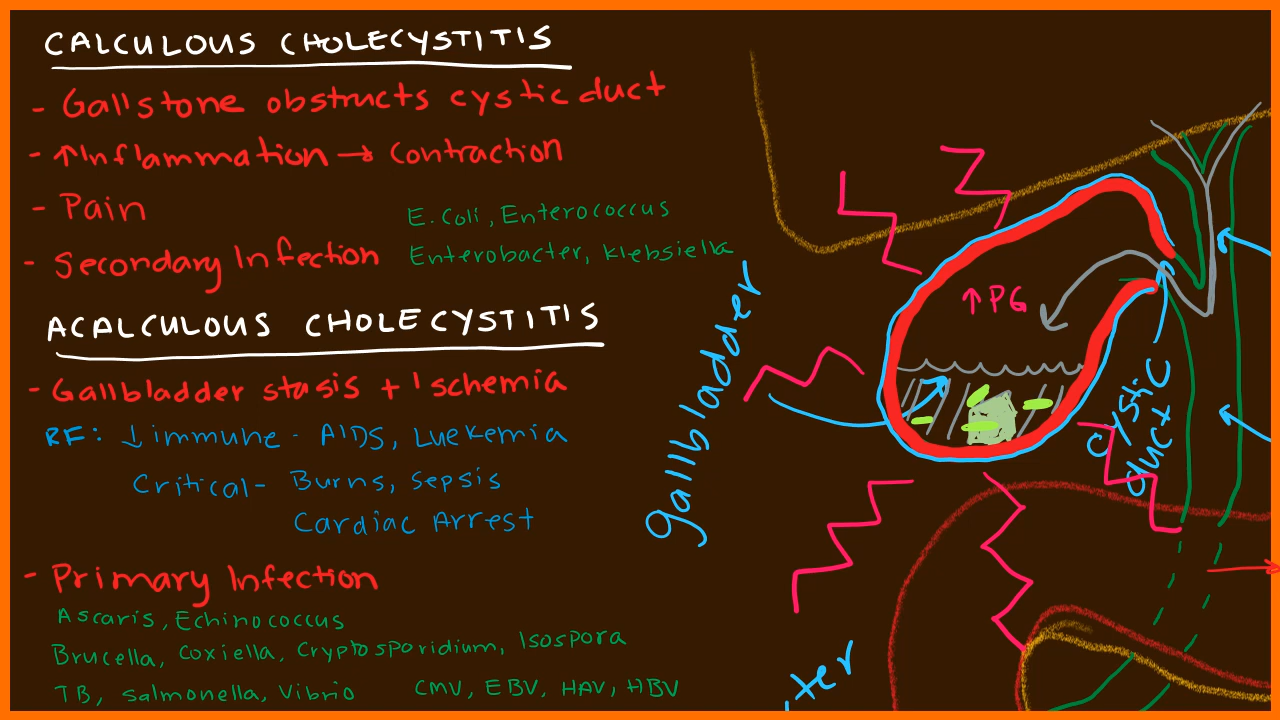 CALCULOUS CHOLECYSTITIS
- Gallstone obstructs cystic duct
- ↑Inflammation → Contraction
- Pain
- Secondary Infection
E. Coli, Enterococcus
Enterobacter, Klebsiella
ACALCULOUS CHOLECYSTITIS
- Gallbladder stasis + Ischemia
RF: ↓immune - AIDS, Luekemia
Critical - Burns, Sepsis
Cardiac Arrest
- Primary Infection
Ascaris, Echinococcus
Brucella, Coxiella, Cryptosporidium, Isospora
TB, Salmonella, Vibrio CMV, EBV, HAV, HBV
gallbladder
↑ PG
Cystic
duct
ter